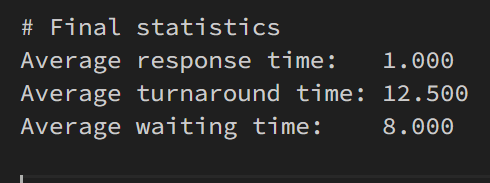 # Final statistics
Average response time:   1.000
Average turnaround time: 12.500
Average waiting time:    8.000